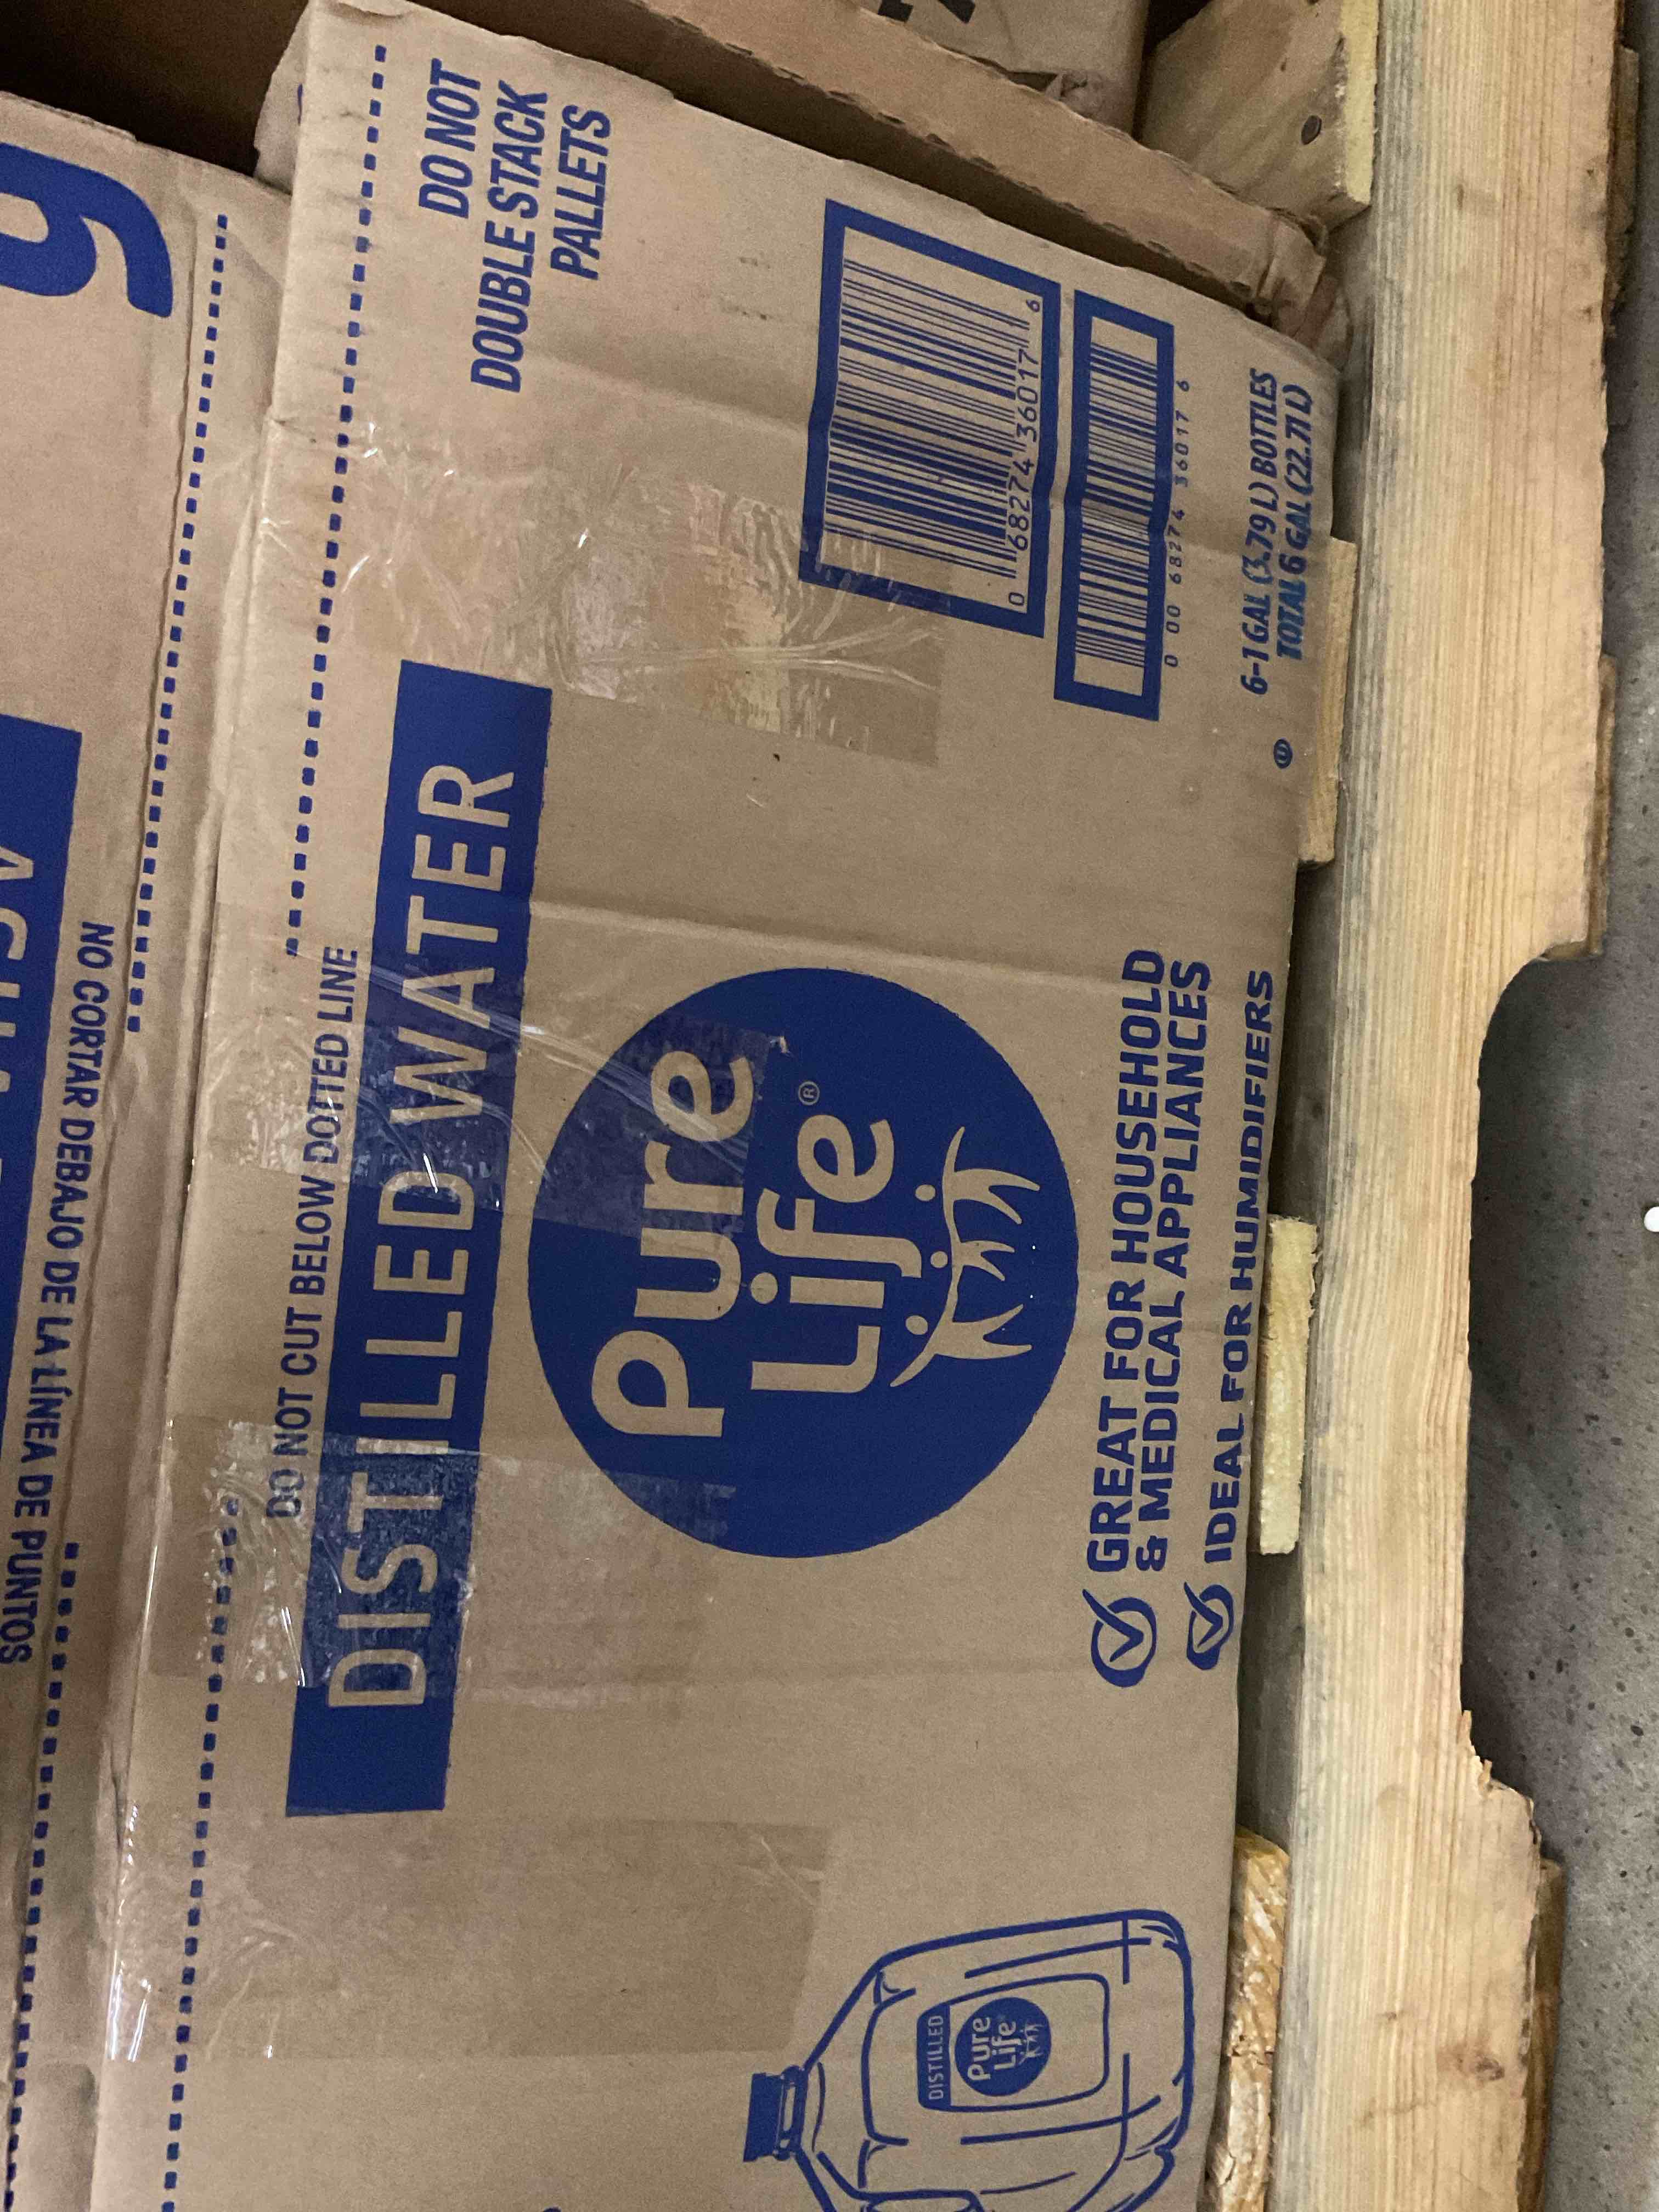 DO NOT CUT BELOW DOTTED LINE
DISTILLED WATER
DO NOT
DOUBLE STACK
PALLETS
Pure
Life®
0 68274 36017 6
0 00 68274 36017 6
GREAT FOR HOUSEHOLD
& MEDICAL APPLIANCES
IDEAL FOR HUMIDIFIERS
6-1 GAL (3.79 L) BOTTLES
TOTAL 6 GAL (22.71 L)
U
DISTILLED
Pure
Life
NO CORTAR DEBAJO DE LA LÍNEA DE PUNTOS